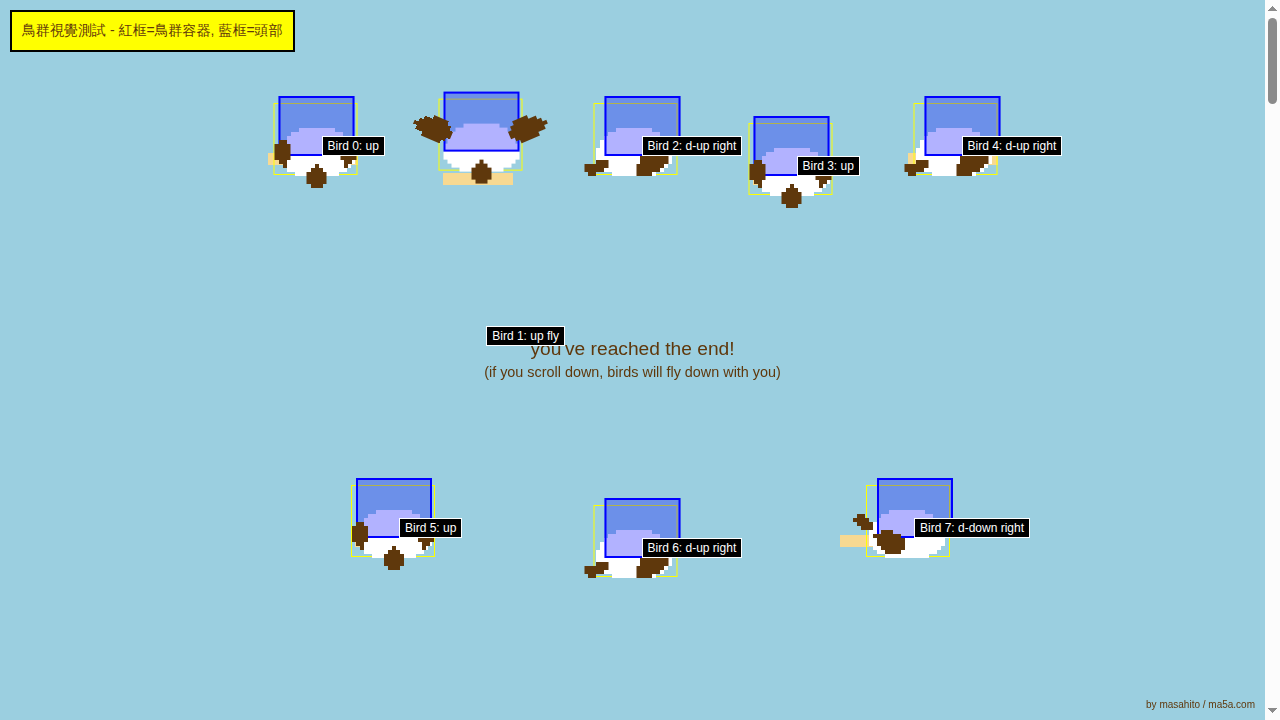 鳥群視覺測試 - 紅框=鳥群容器, 藍框=頭部
Bird 0: up
Bird 2: d-up right
Bird 4: d-up right
Bird 3: up
Bird 1: up fly
you've reached the end!
(if you scroll down, birds will fly down with you)
Bird 5: up
Bird 7: d-down right
Bird 6: d-up right
by masahito / ma5a.com